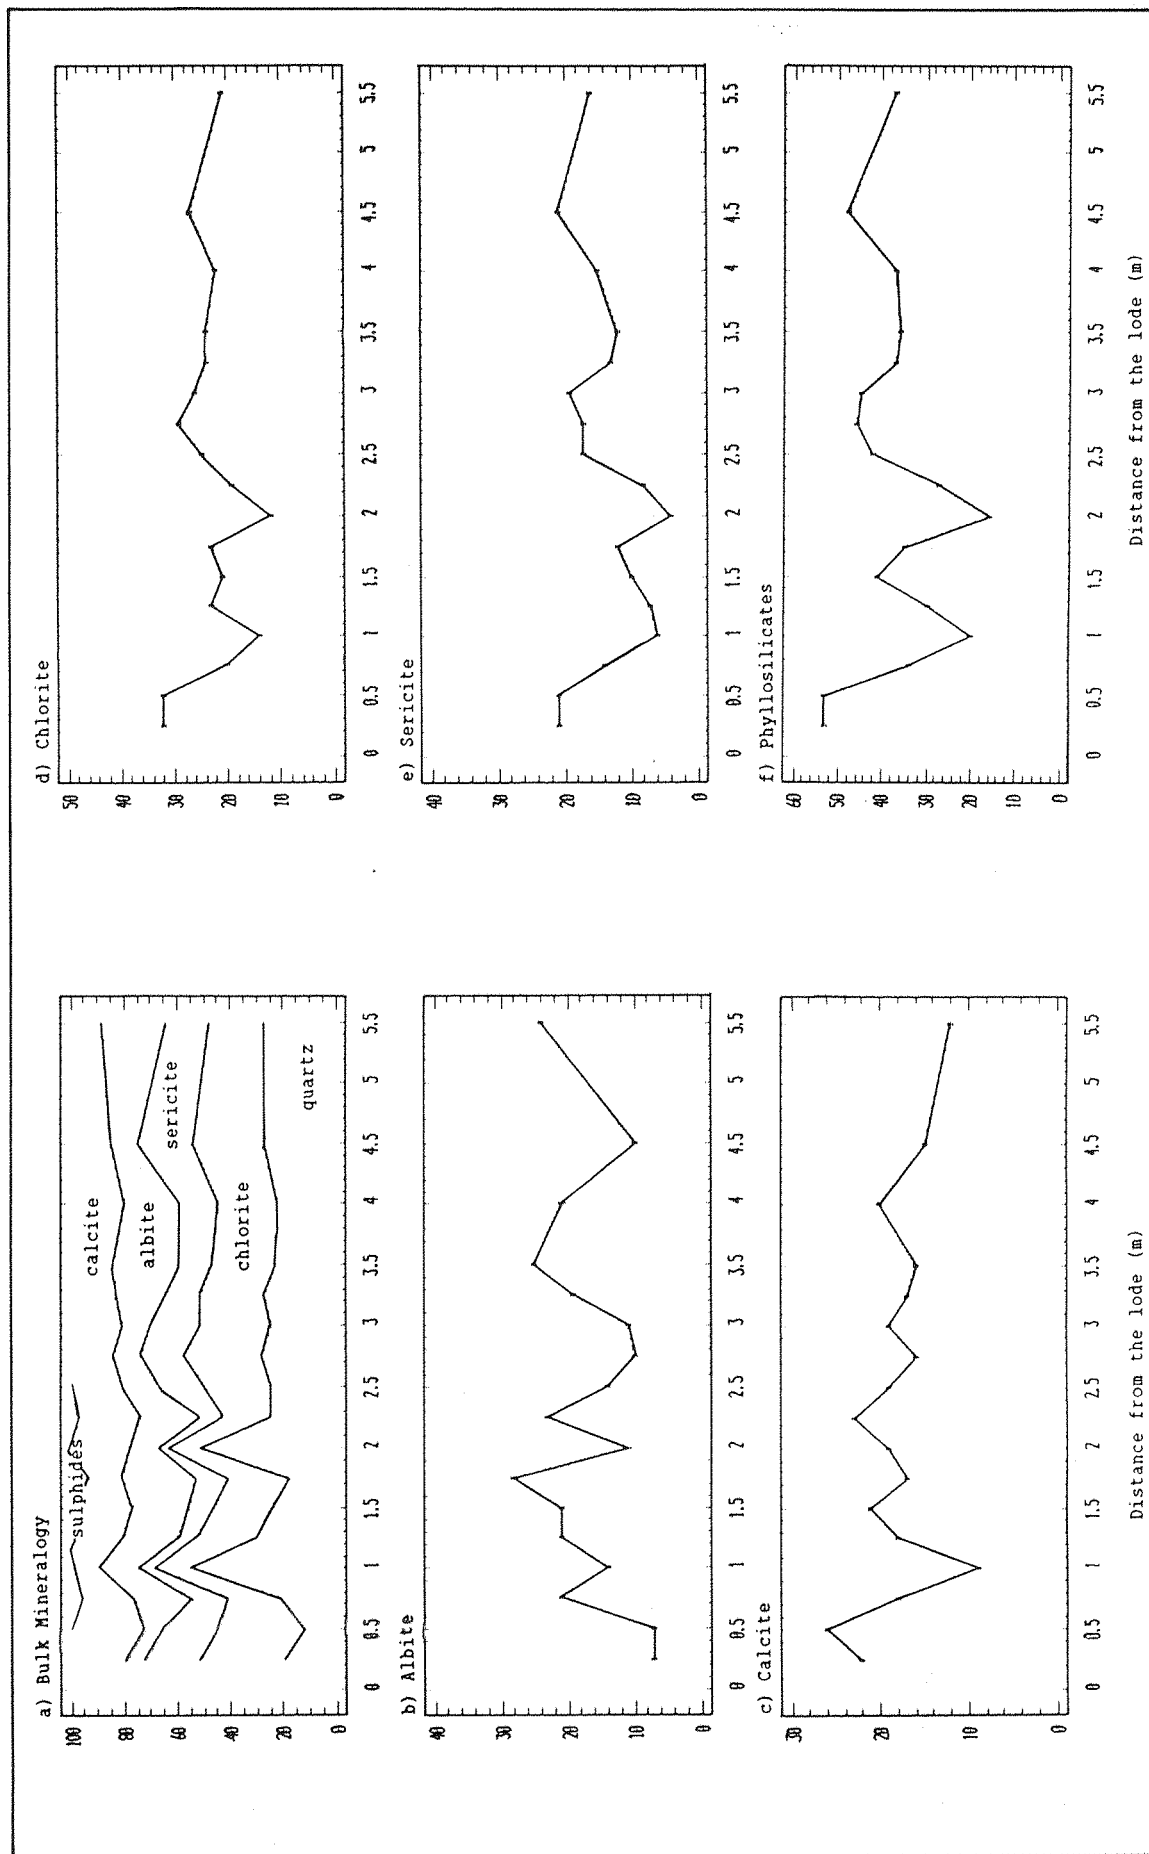 a) Bulk Mineralogy
100
80
60
40
20
0
sulphides
calcite
albite
sericite
chlorite
quartz
0 0.5 1 1.5 2 2.5 3 3.5 4 4.5 5 5.5
b) Albite
40
30
20
10
0
0 0.5 1 1.5 2 2.5 3 3.5 4 4.5 5 5.5
c) Calcite
30
20
10
0
0 0.5 1 1.5 2 2.5 3 3.5 4 4.5 5 5.5
Distance from the lode (m)
d) Chlorite
50
40
30
20
10
0
0 0.5 1 1.5 2 2.5 3 3.5 4 4.5 5 5.5
e) Sericite
40
30
20
10
0
0 0.5 1 1.5 2 2.5 3 3.5 4 4.5 5 5.5
f) Phyllosilicates
60
50
40
30
20
10
0
0 0.5 1 1.5 2 2.5 3 3.5 4 4.5 5 5.5
Distance from the lode (m)